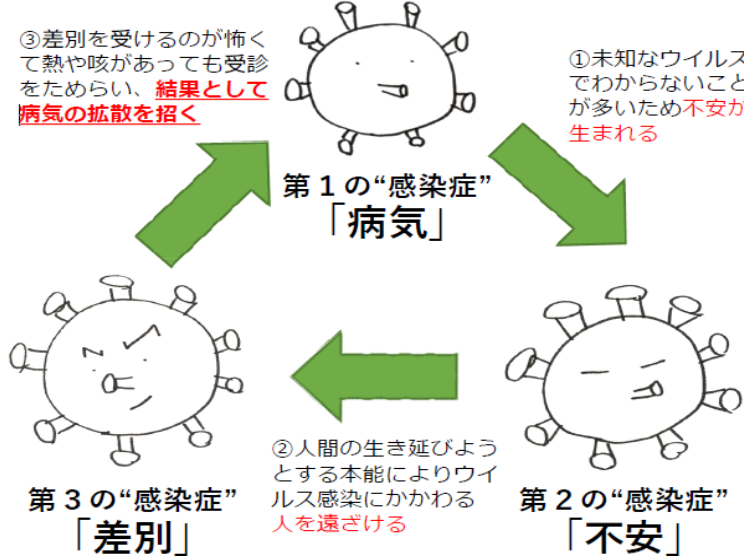 ③差別を受けるのが怖く
て熱や咳があっても受診
をためらい、結果として
病気の拡散を招く
①未知なウイルス
でわからないこと
が多いため不安が
生まれる
第1の“感染症”
「病気」
②人間の生き延びよう
とする本能によりウイ
ルス感染にかかわる
人を遠ざける
第3の“感染症”
「差別」
第2の“感染症”
「不安」